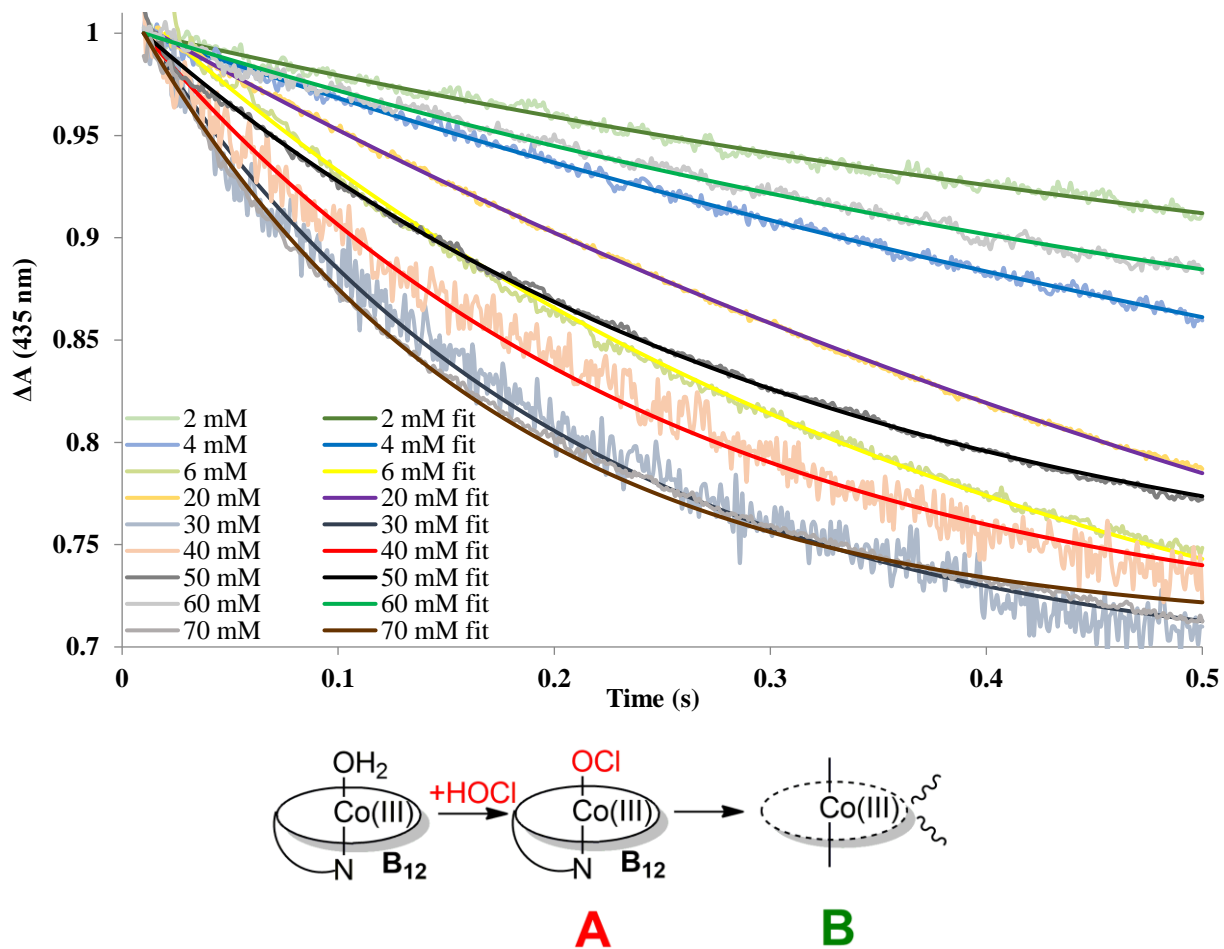 1
0.95
0.9
0.85
0.8
0.75
0.7
ΔA (435 nm)
2 mM 2 mM fit
4 mM 4 mM fit
6 mM 6 mM fit
20 mM 20 mM fit
30 mM 30 mM fit
40 mM 40 mM fit
50 mM 50 mM fit
60 mM 60 mM fit
70 mM 70 mM fit
0 0.1 0.2 0.3 0.4 0.5
Time (s)
OH2 OCl
+HOCl
Co(III) Co(III) Co(III)
N B12 N B12
A B